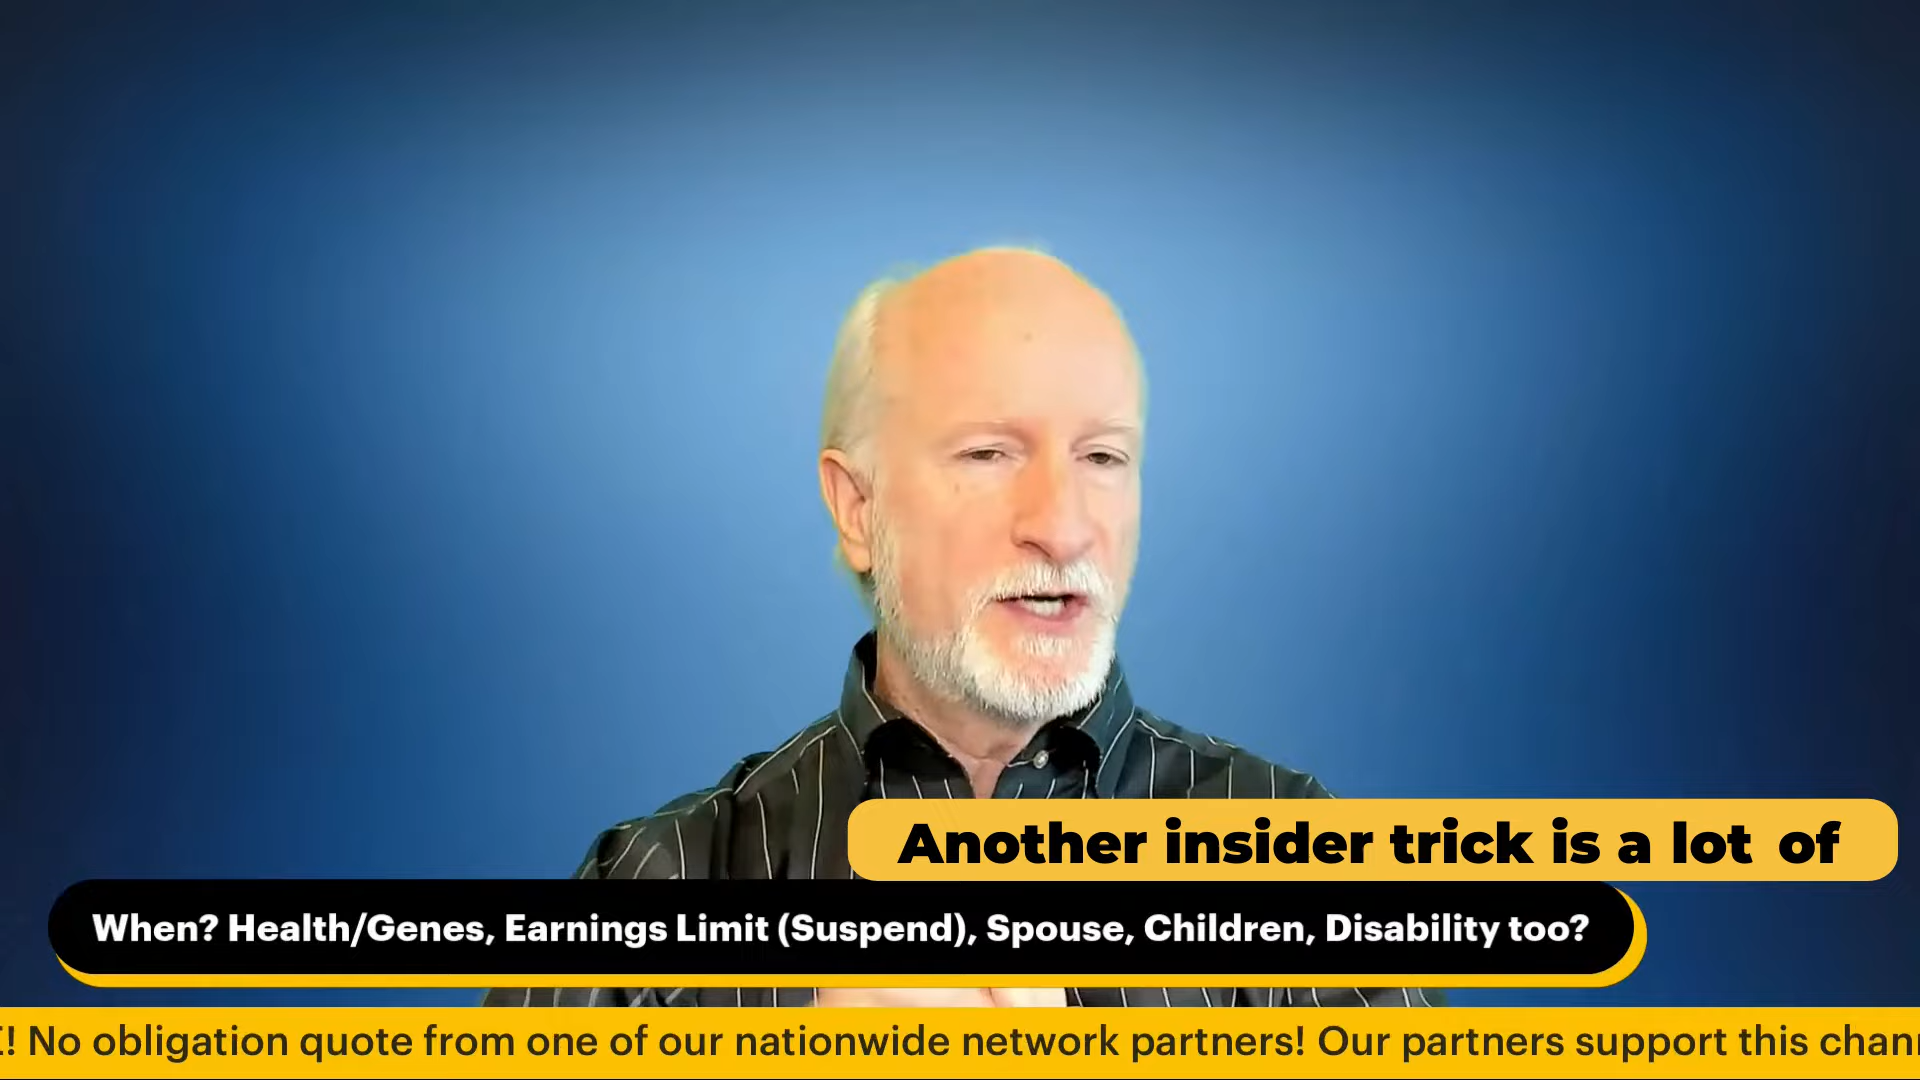 Another insider trick is a lot of
When? Health/Genes, Earnings Limit (Suspend), Spouse, Children, Disability too?
! No obligation quote from one of our nationwide network partners! Our partners support this